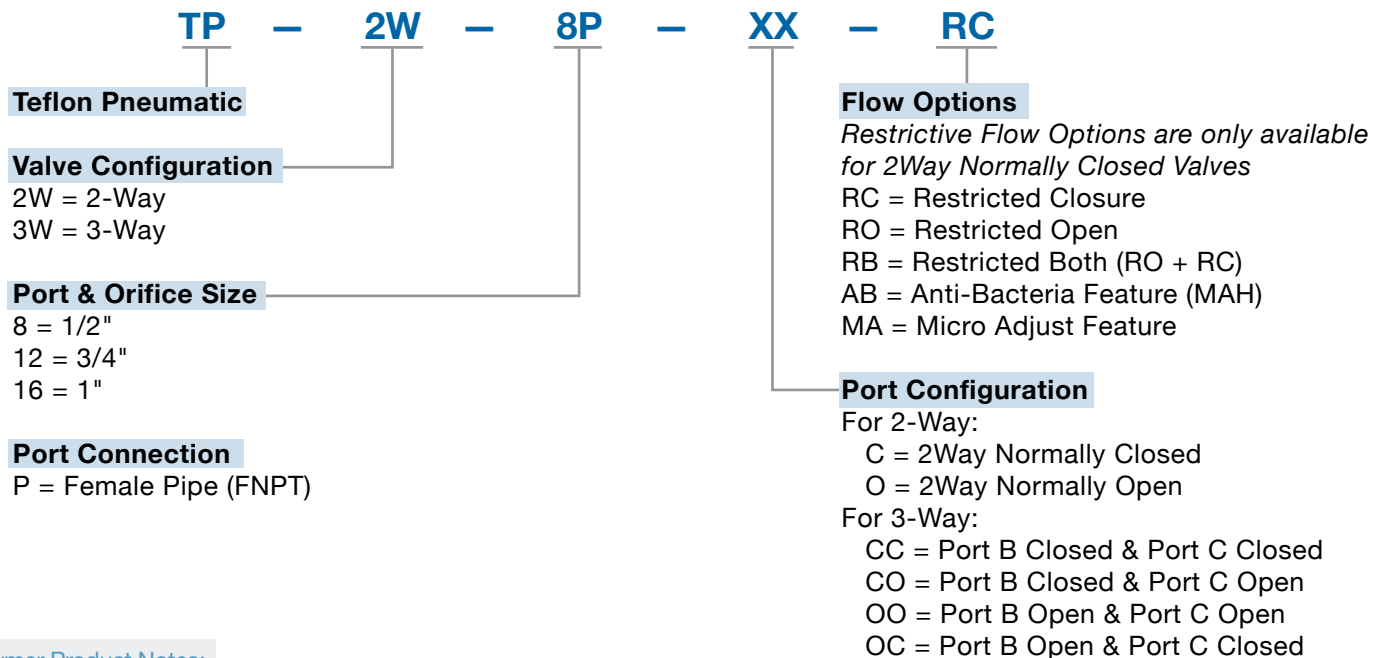 TP — 2W — 8P — XX — RC
Teflon Pneumatic
Valve Configuration
2W = 2-Way
3W = 3-Way
Port & Orifice Size
8 = 1/2"
12 = 3/4"
16 = 1"
Port Connection
P = Female Pipe (FNPT)
Flow Options
Restrictive Flow Options are only available
for 2Way Normally Closed Valves
RC = Restricted Closure
RO = Restricted Open
RB = Restricted Both (RO + RC)
AB = Anti-Bacteria Feature (MAH)
MA = Micro Adjust Feature
Port Configuration
For 2-Way:
C = 2Way Normally Closed
O = 2Way Normally Open
For 3-Way:
CC = Port B Closed & Port C Closed
CO = Port B Closed & Port C Open
OO = Port B Open & Port C Open
OC = Port B Open & Port C Closed
Product Notes: